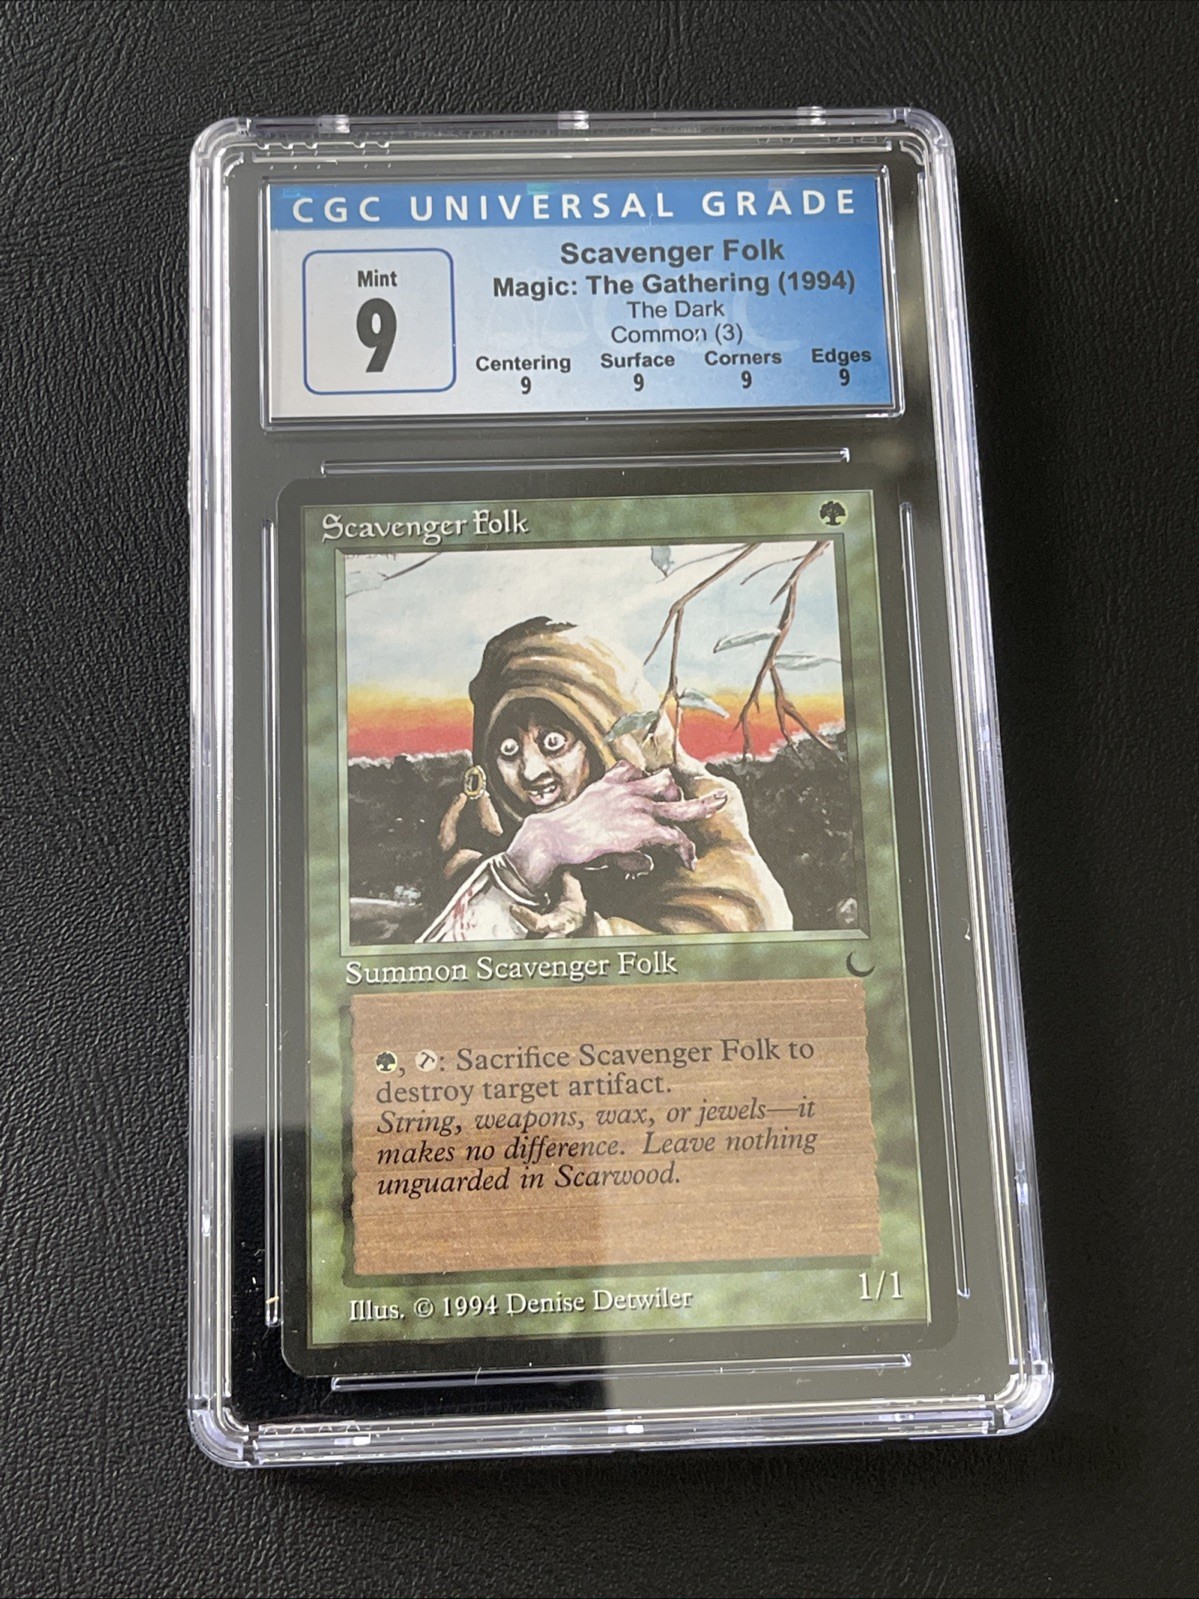 CGC UNIVERSAL GRADE
Mint
9
Scavenger Folk
Magic: The Gathering (1994)
The Dark
Common (3)
Centering Surface Corners Edges
9 9 9 9
Scavenger Folk
Summon Scavenger Folk
, T: Sacrifice Scavenger Folk to
destroy target artifact.
String, weapons, wax, or jewels—it
makes no difference. Leave nothing
unguarded in Scarwood.
1/1
Illus. © 1994 Denise Detwiler